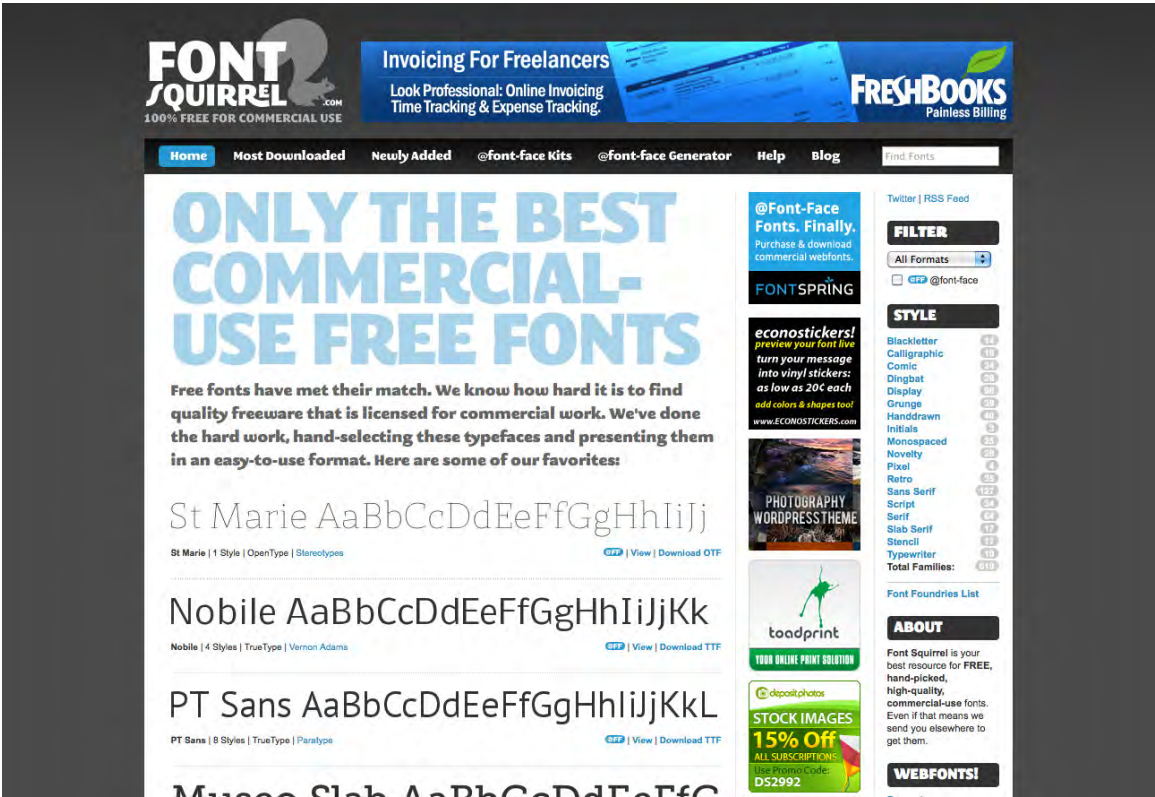 FONT
SQUIRREL
.COM
100% FREE FOR COMMERCIAL USE
Invoicing For Freelancers
Look Professional: Online Invoicing
Time Tracking & Expense Tracking.
FRESHBOOKS
Painless Billing
Home Most Downloaded Newly Added @font-face Kits @font-face Generator Help Blog Find Fonts
ONLY THE BEST
COMMERCIAL-
USE FREE FONTS
Free fonts have met their match. We know how hard it is to find
quality freeware that is licensed for commercial work. We've done
the hard work, hand-selecting these typefaces and presenting them
in an easy-to-use format. Here are some of our favorites:
St Marie AaBbCcDdEeFfGgHhIiJj
St Marie | 1 Style | OpenType | Stereotypes @FF | View | Download OTF
Nobile AaBbCcDdEeFfGgHhIiJjKk
Nobile | 4 Styles | TrueType | Vernon Adams @FF | View | Download TTF
PT Sans AaBbCcDdEeFfGgHhIiJjKkL
PT Sans | 8 Styles | TrueType | Paratype @FF | View | Download TTF
Museo Slab AaBbCcDdEeFfG
@Font-Face
Fonts. Finally.
Purchase & download
commercial webfonts.
FONTSPRING
econostickers!
preview your font live
turn your message
into vinyl stickers:
as low as 20¢ each
add colors & shapes too!
www.ECONOSTICKERS.com
PHOTOGRAPHY
WORDPRESS THEME
toadprint
YOUR ONLINE PRINT SOLUTION
depositphotos
STOCK IMAGES
15% Off
ALL SUBSCRIPTIONS
Use Promo Code:
DS2992
Twitter | RSS Feed
FILTER
All Formats
@FF @font-face
STYLE
Blackletter 14
Calligraphic
Comic
Dingbat
Display
Grunge
Handdrawn
Initials
Monospaced
Novelty
Pixel 4
Retro
Sans Serif 127
Script
Serif
Slab Serif
Stencil
Typewriter
Total Families:
Font Foundries List
ABOUT
Font Squirrel is your
best resource for FREE,
hand-picked,
high-quality,
commercial-use fonts.
Even if that means we
send you elsewhere to
get them.
WEBFONTS!